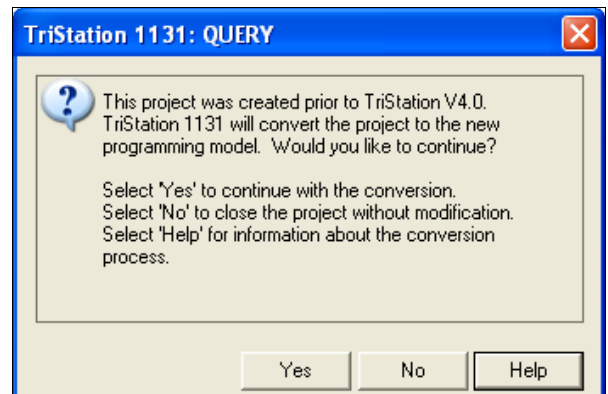 TriStation 1131: QUERY
This project was created prior to TriStation V4.0.
TriStation 1131 will convert the project to the new
programming model. Would you like to continue?
Select 'Yes' to continue with the conversion.
Select 'No' to close the project without modification.
Select 'Help' for information about the conversion
process.
Yes No Help